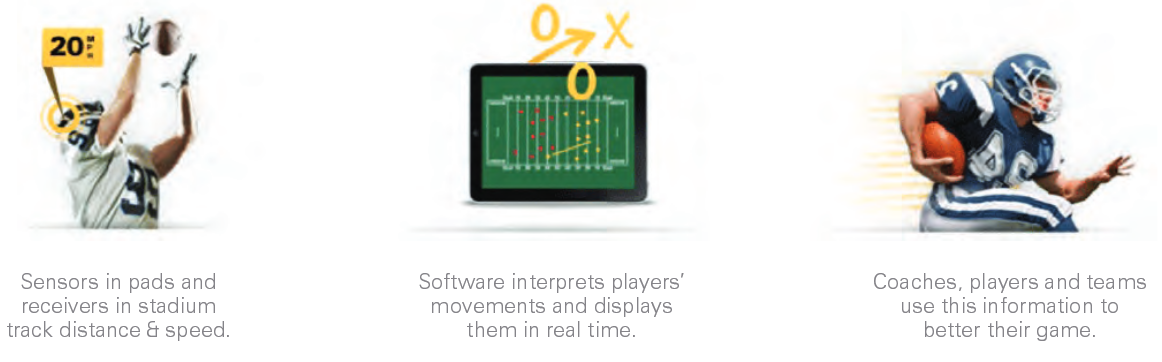 20 MPH
O
X
O
95
Sensors in pads and
receivers in stadium
track distance & speed.
Software interprets players'
movements and displays
them in real time.
Coaches, players and teams
use this information to
better their game.